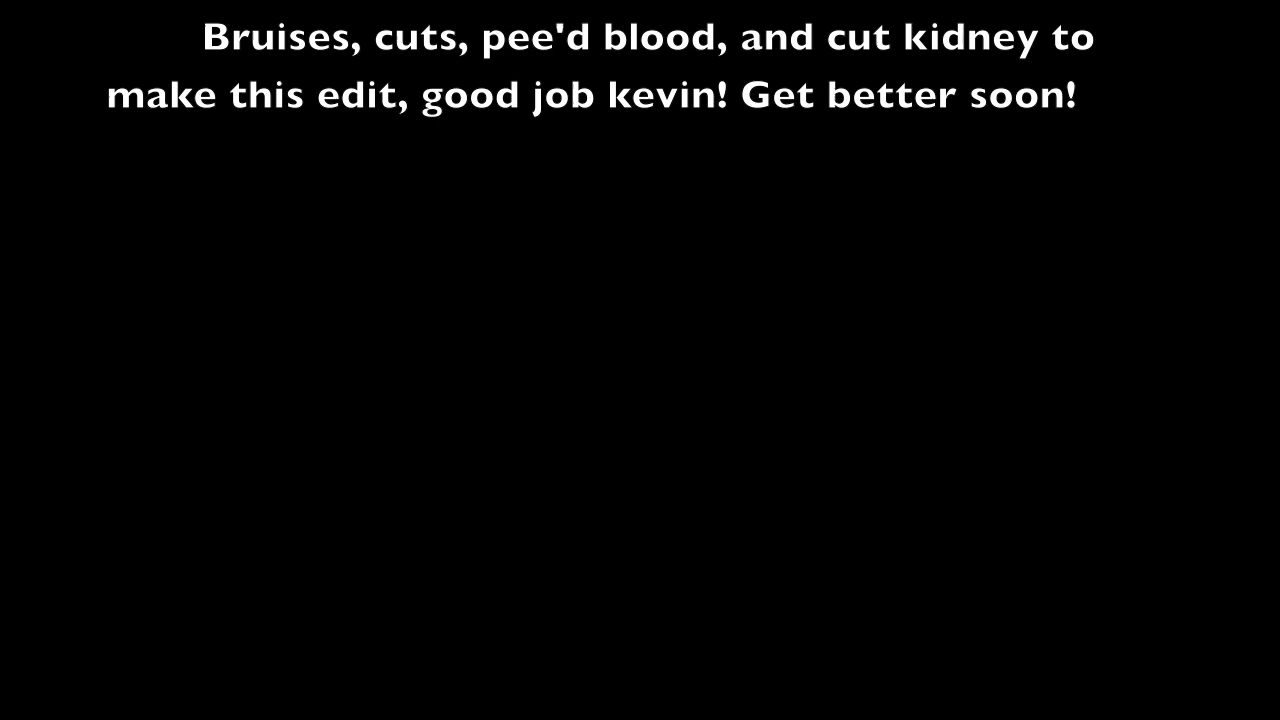 Bruises, cuts, pee'd blood, and cut kidney to
make this edit, good job kevin! Get better soon!